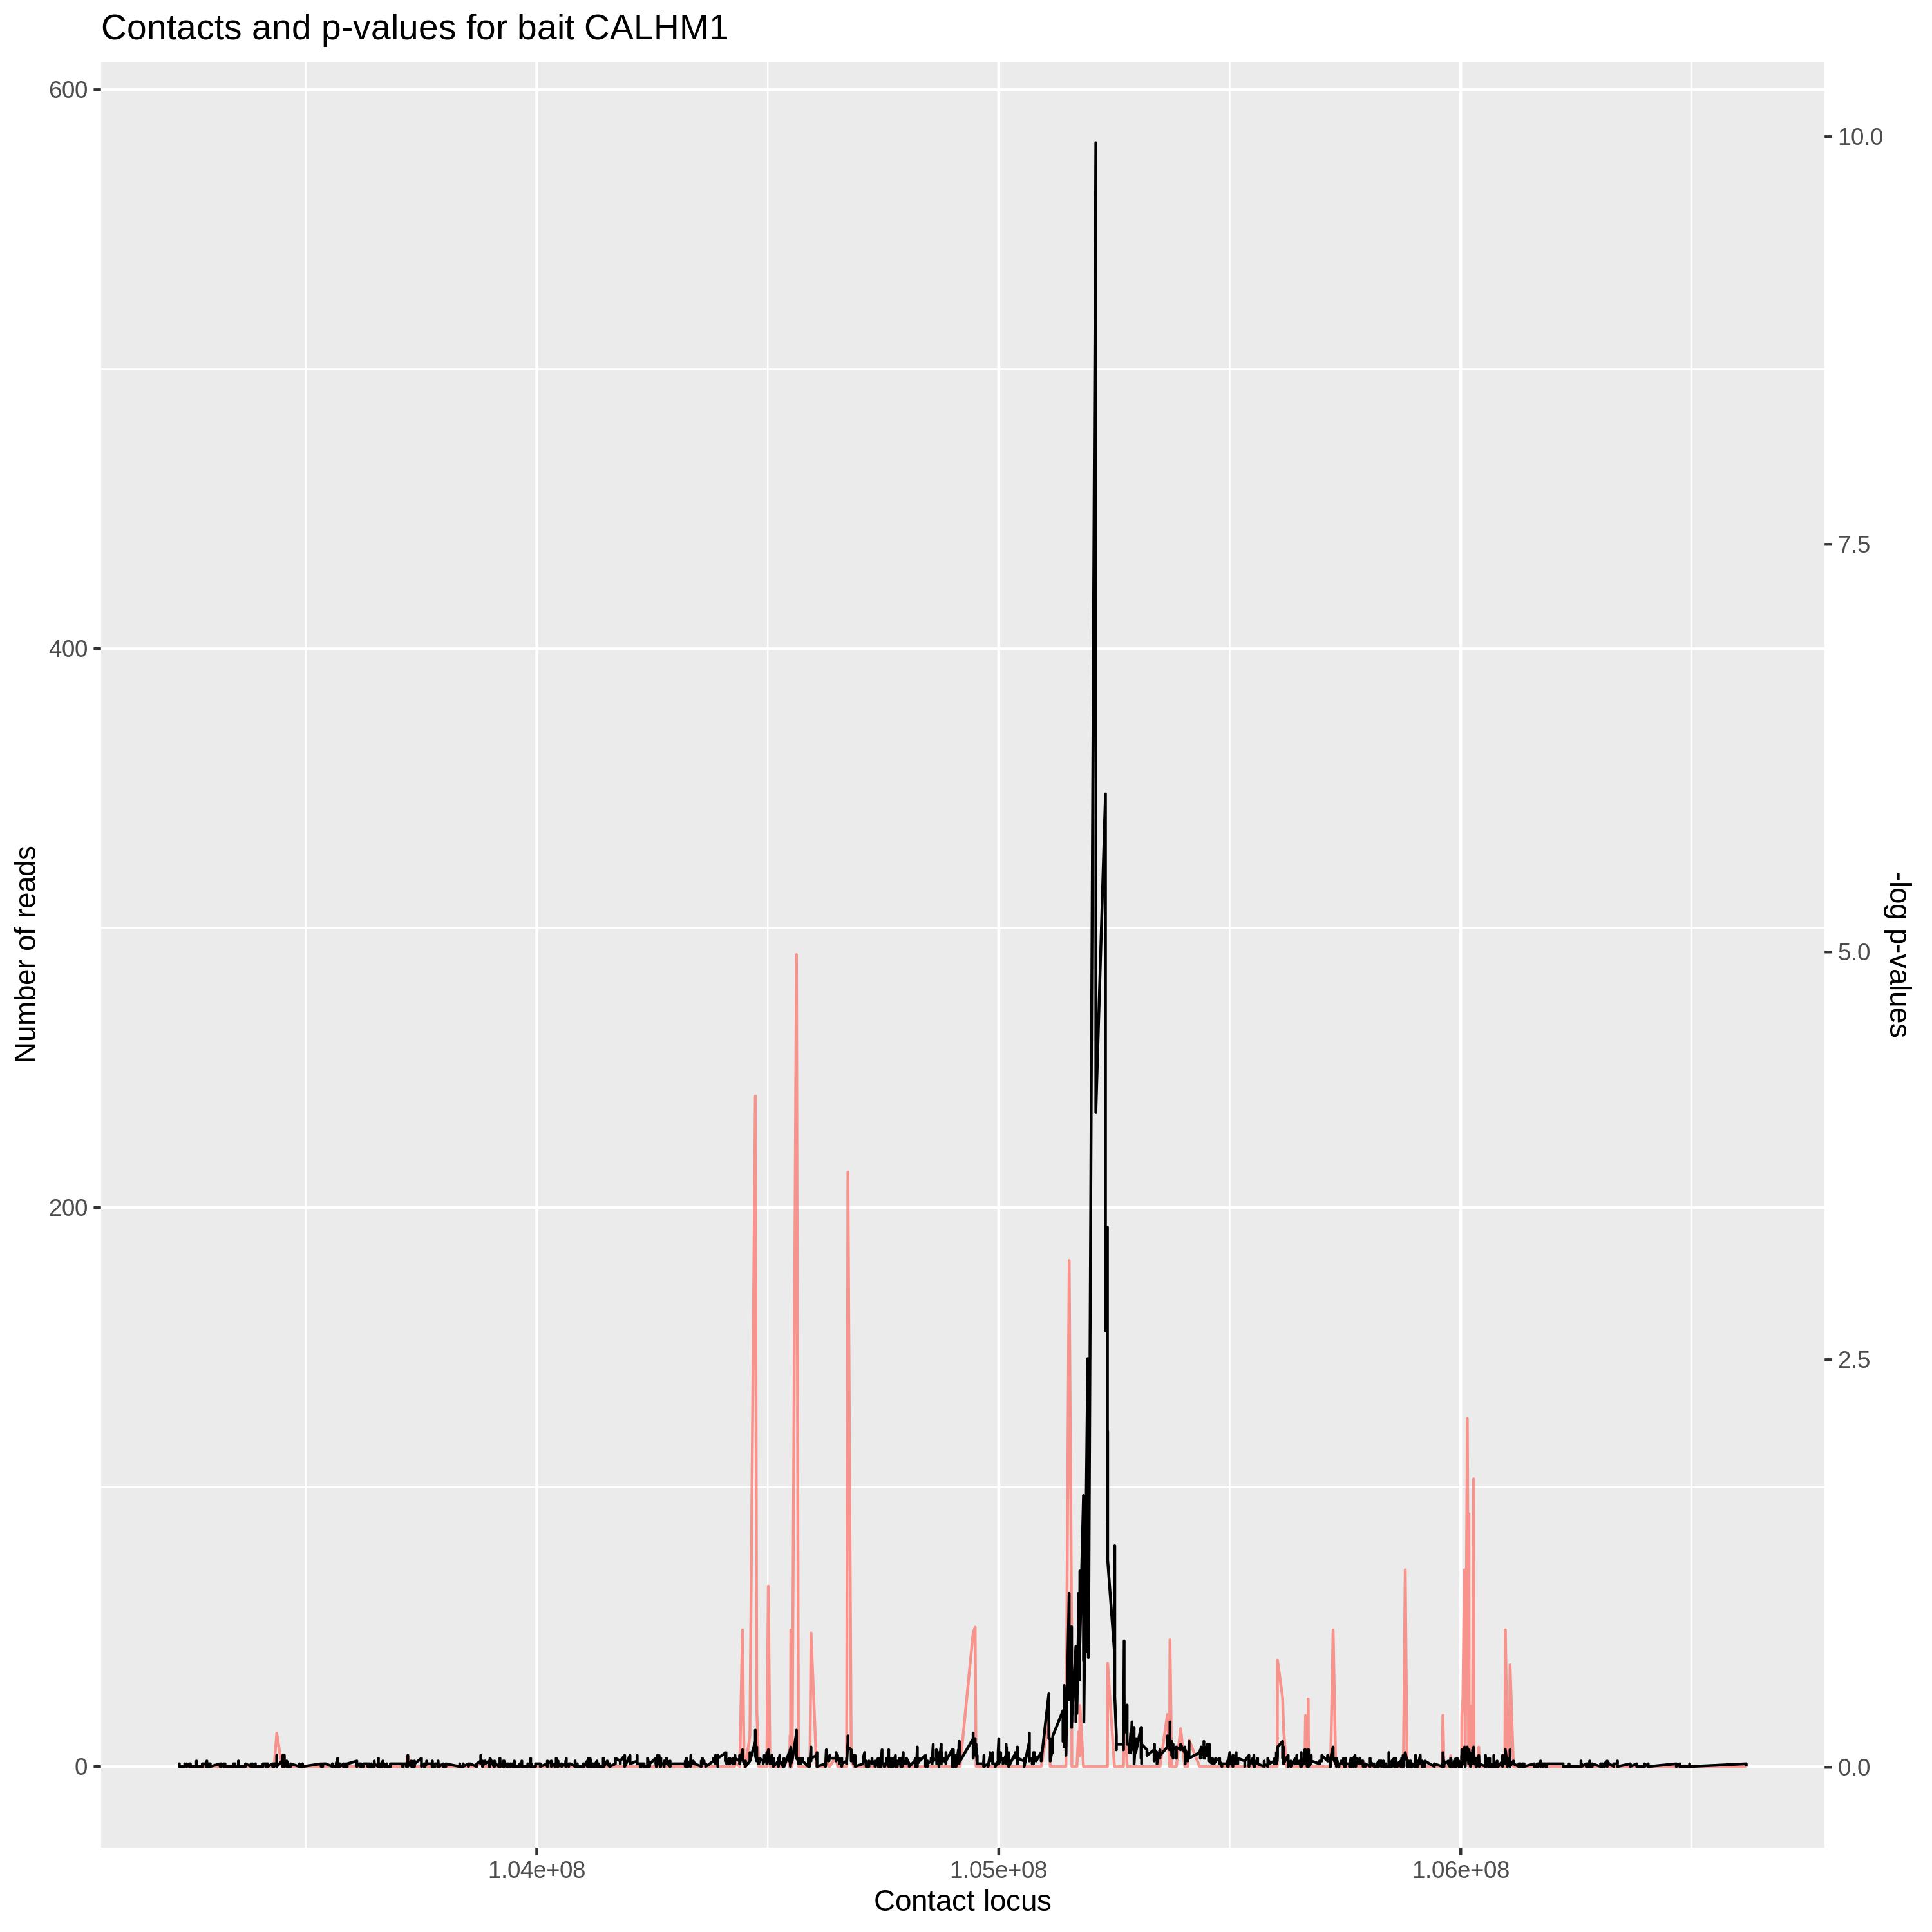 Contacts and p-values for bait CALHM1
600
400
200
0
Number of reads
10.0
7.5
5.0
2.5
0.0
-log p-values
1.04e+08
1.05e+08
1.06e+08
Contact locus